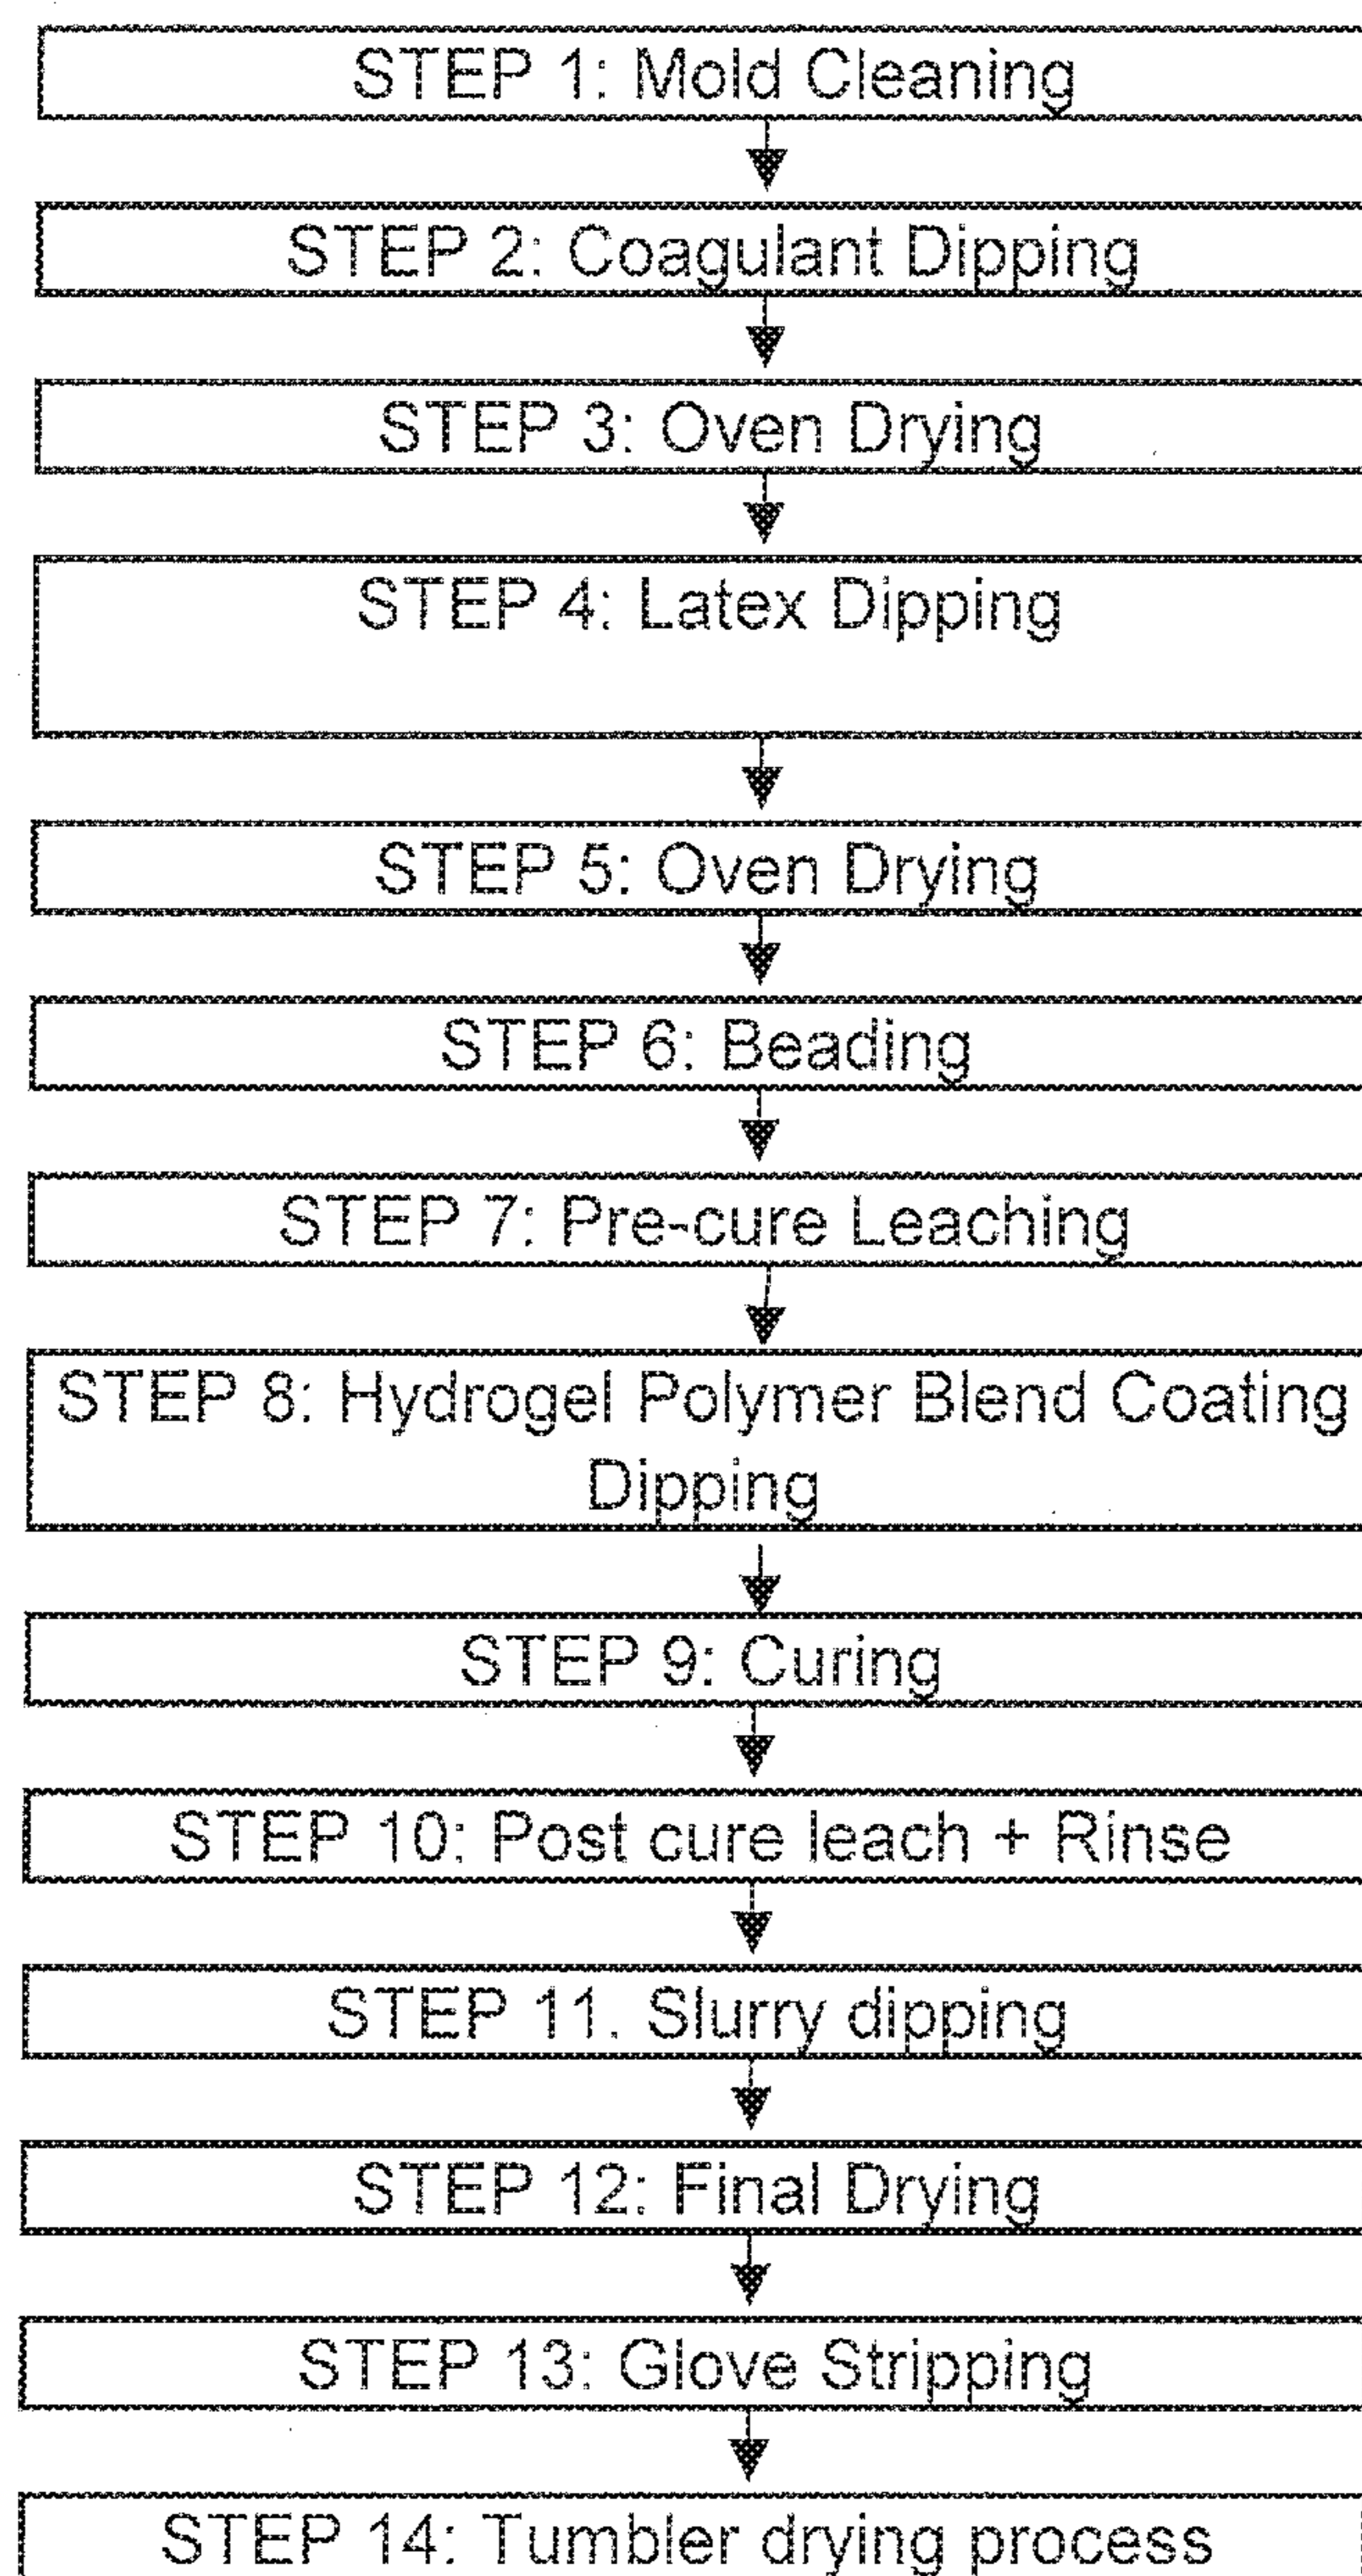 STEP 1: Mold Cleaning
STEP 2: Coagulant Dipping
STEP 3: Oven Drying
STEP 4: Latex Dipping
STEP 5: Oven Drying
STEP 6: Beading
STEP 7: Pre-cure Leaching
STEP 8: Hydrogel Polymer Blend Coating
Dipping
STEP 9: Curing
STEP 10: Post cure leach + Rinse
STEP 11. Slurry dipping
STEP 12: Final Drying
STEP 13: Glove Stripping
STEP 14: Tumbler drying process